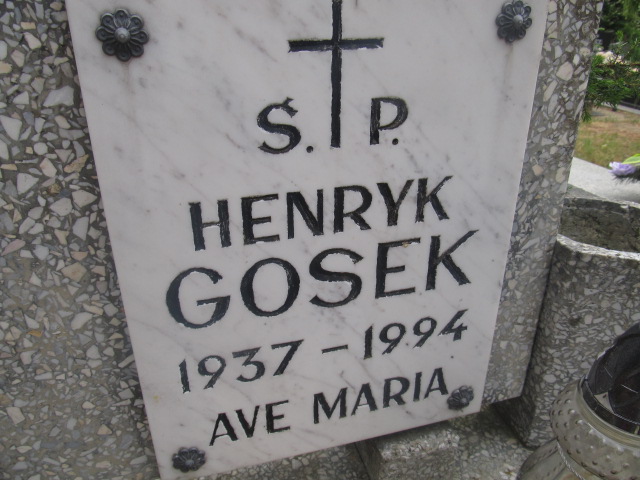 Ś. P.
HENRYK
GOSEK
1937 - 1994
AVE MARIA